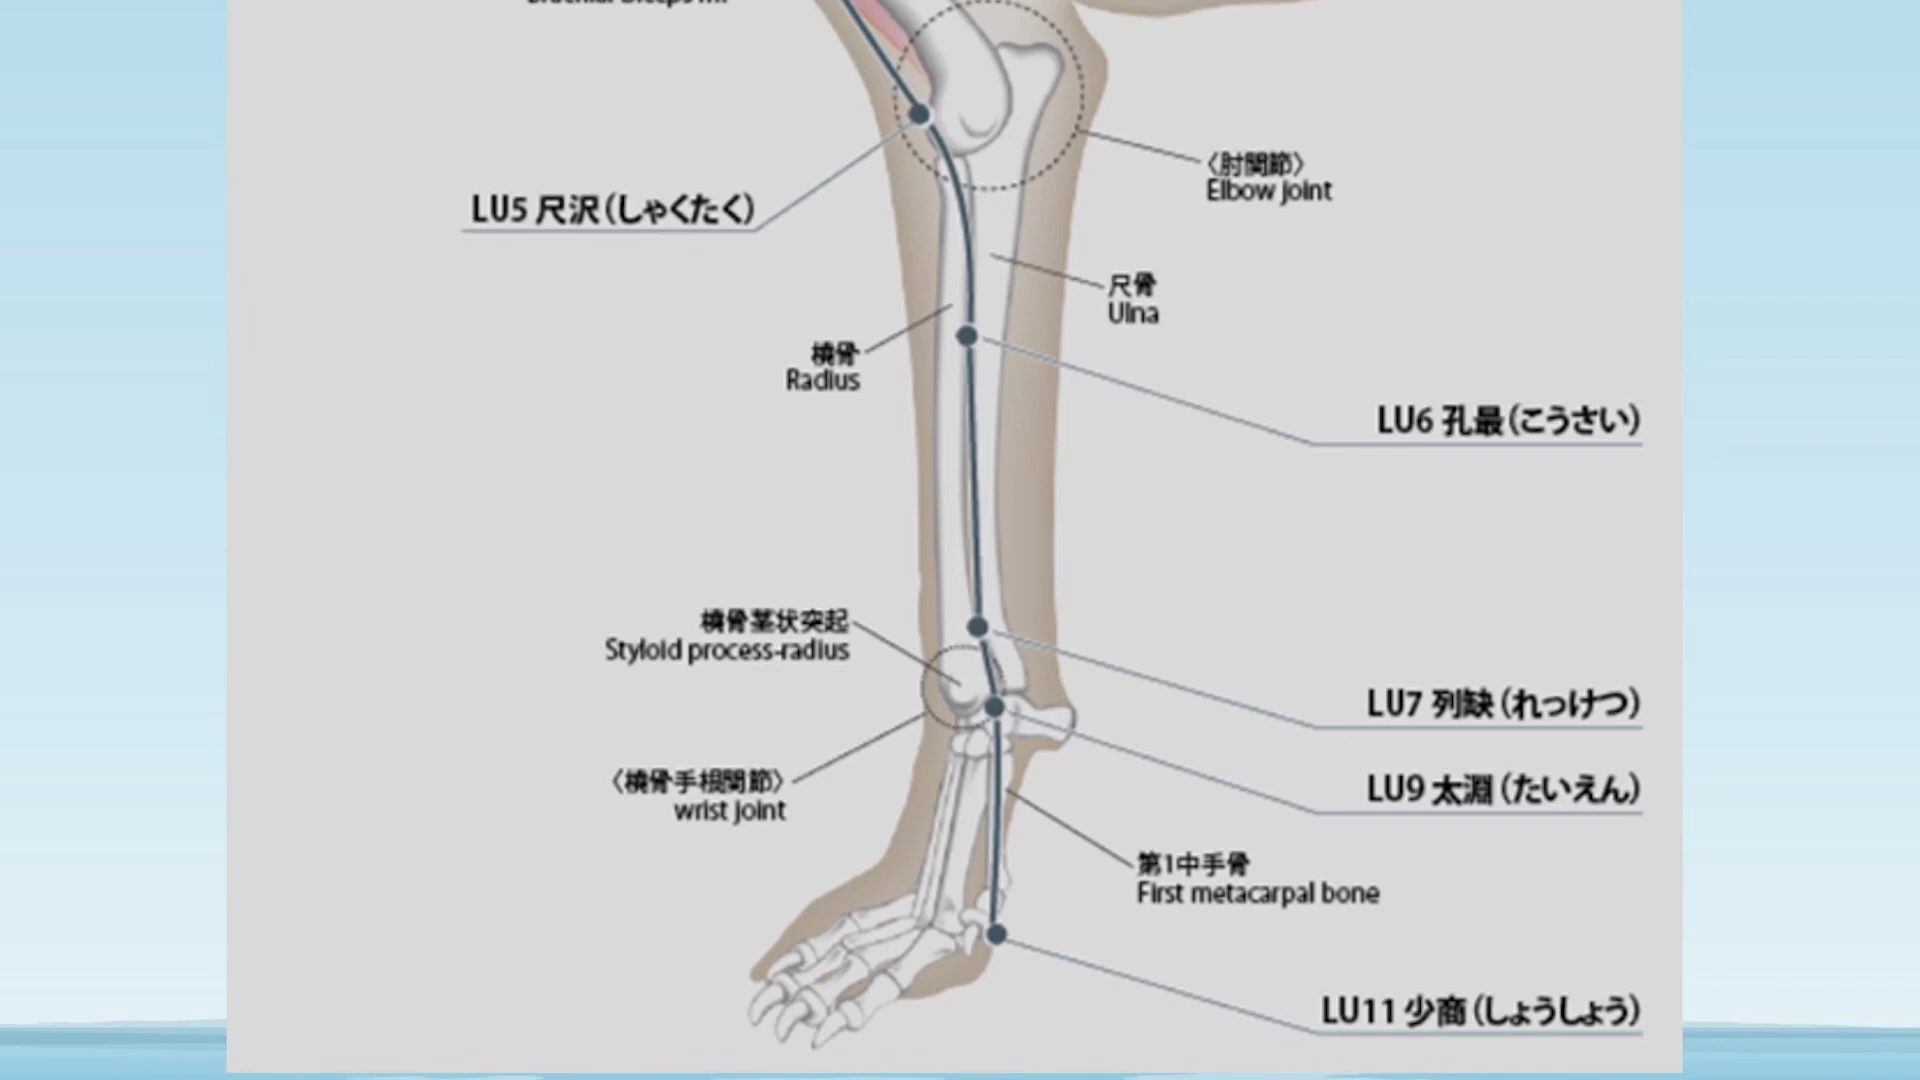 〈肘関節〉
Elbow joint
LU5 尺沢（しゃくたく）
尺骨
Ulna
橈骨
Radius
LU6 孔最（こうさい）
橈骨茎状突起
Styloid process-radius
LU7 列缺（れっけつ）
〈橈骨手根関節〉
wrist joint
LU9 太淵（たいえん）
第1中手骨
First metacarpal bone
LU11 少商（しょうしょう）